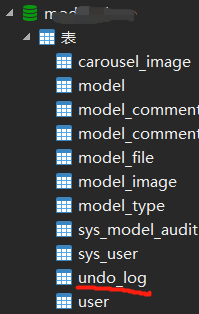 表
carousel_image
model
model_comment
model_comment
model_file
model_image
model_type
sys_model_audit
sys_user
undo_log
user